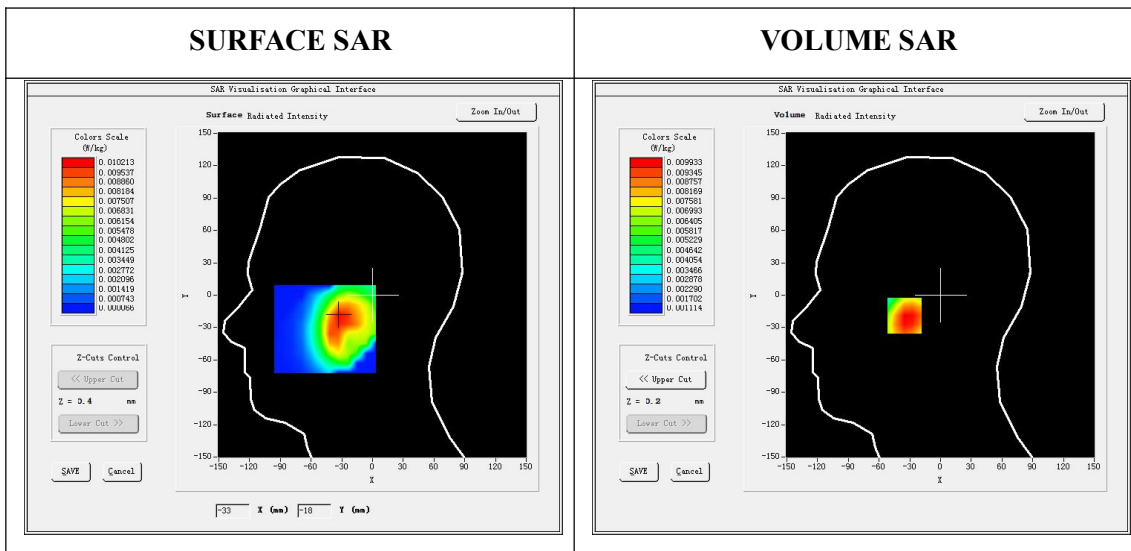 SURFACE SAR
VOLUME SAR
SAR Visualisation Graphical Interface
Surface Radiated Intensity
Zoom In/Out
Colors Scale
(W/kg)
0.010213
0.009537
0.008860
0.008184
0.007507
0.006831
0.006154
0.005478
0.004802
0.004125
0.003449
0.002772
0.002096
0.001419
0.000743
0.000066
150
120
90
60
30
0
-30
-60
-90
-120
-150
Y
-150 -120 -90 -60 -30 0 30 60 90 120 150
X
Z-Cuts Control
<< Upper Cut
Z = 0.4 mm
Lower Cut >>
SAVE Cancel
-33 X (mm) -18 Y (mm)
SAR Visualisation Graphical Interface
Volume Radiated Intensity
Zoom In/Out
Colors Scale
(W/kg)
0.009933
0.009345
0.008757
0.008169
0.007581
0.006993
0.006405
0.005817
0.005229
0.004642
0.004054
0.003466
0.002878
0.002290
0.001702
0.001114
150
120
90
60
30
0
-30
-60
-90
-120
-150
Y
-150 -120 -90 -60 -30 0 30 60 90 120 150
X
Z-Cuts Control
<< Upper Cut
Z = 0.2 mm
Lower Cut >>
SAVE Cancel